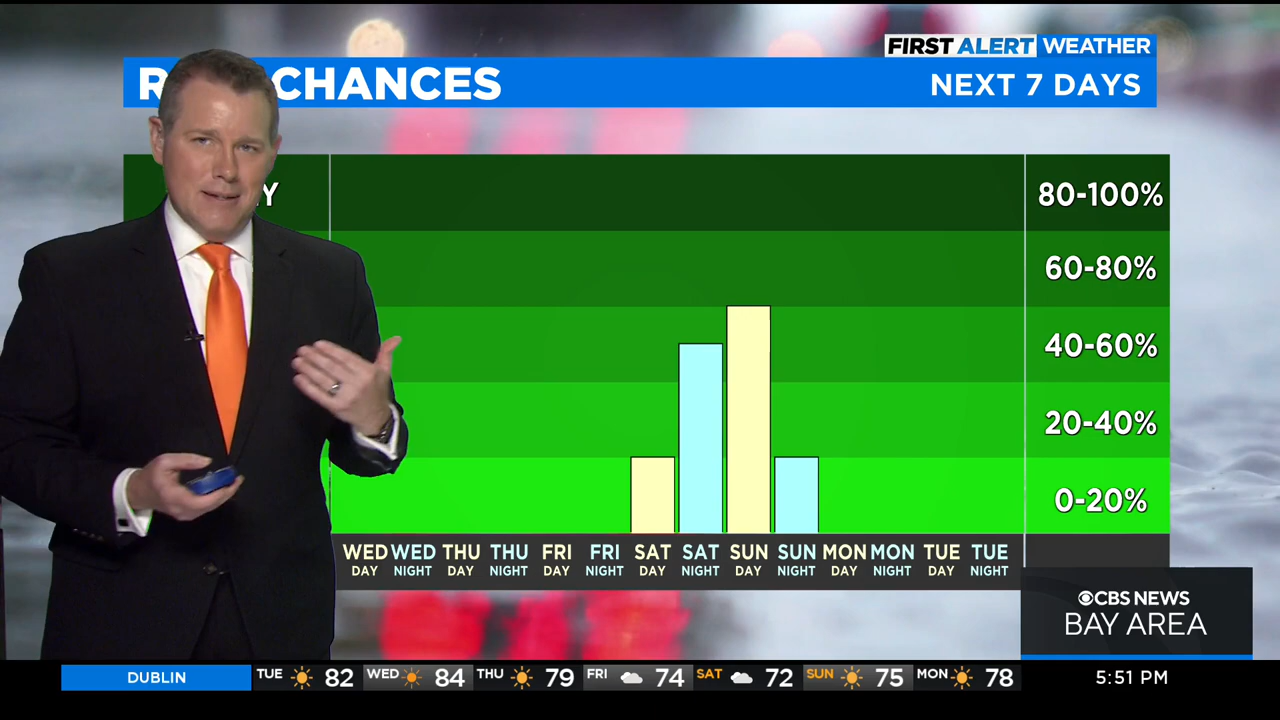 FIRST ALERT WEATHER
CHANCES
NEXT 7 DAYS
80-100%
60-80%
40-60%
20-40%
0-20%
WED DAY
WED NIGHT
THU DAY
THU NIGHT
FRI DAY
FRI NIGHT
SAT DAY
SAT NIGHT
SUN DAY
SUN NIGHT
MON DAY
MON NIGHT
TUE DAY
TUE NIGHT
CBS NEWS
BAY AREA
DUBLIN TUE 82 WED 84 THU 79 FRI 74 SAT 72 SUN 75 MON 78 5:51 PM